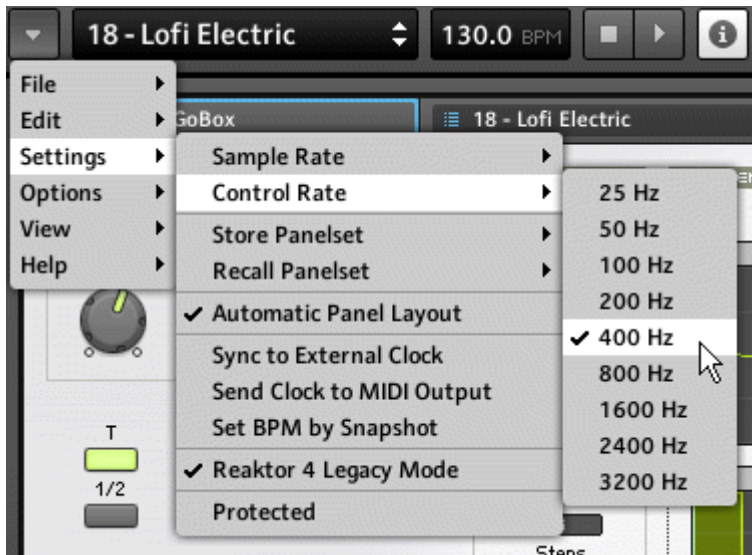 18 - Lofi Electric
130.0 BPM
File
Edit
Settings
Options
View
Help
GoBox
18 - Lofi Electric
Sample Rate
Control Rate
Store Panelset
Recall Panelset
Automatic Panel Layout
Sync to External Clock
Send Clock to MIDI Output
Set BPM by Snapshot
Reaktor 4 Legacy Mode
Protected
25 Hz
50 Hz
100 Hz
200 Hz
400 Hz
800 Hz
1600 Hz
2400 Hz
3200 Hz
T
1/2
Steps